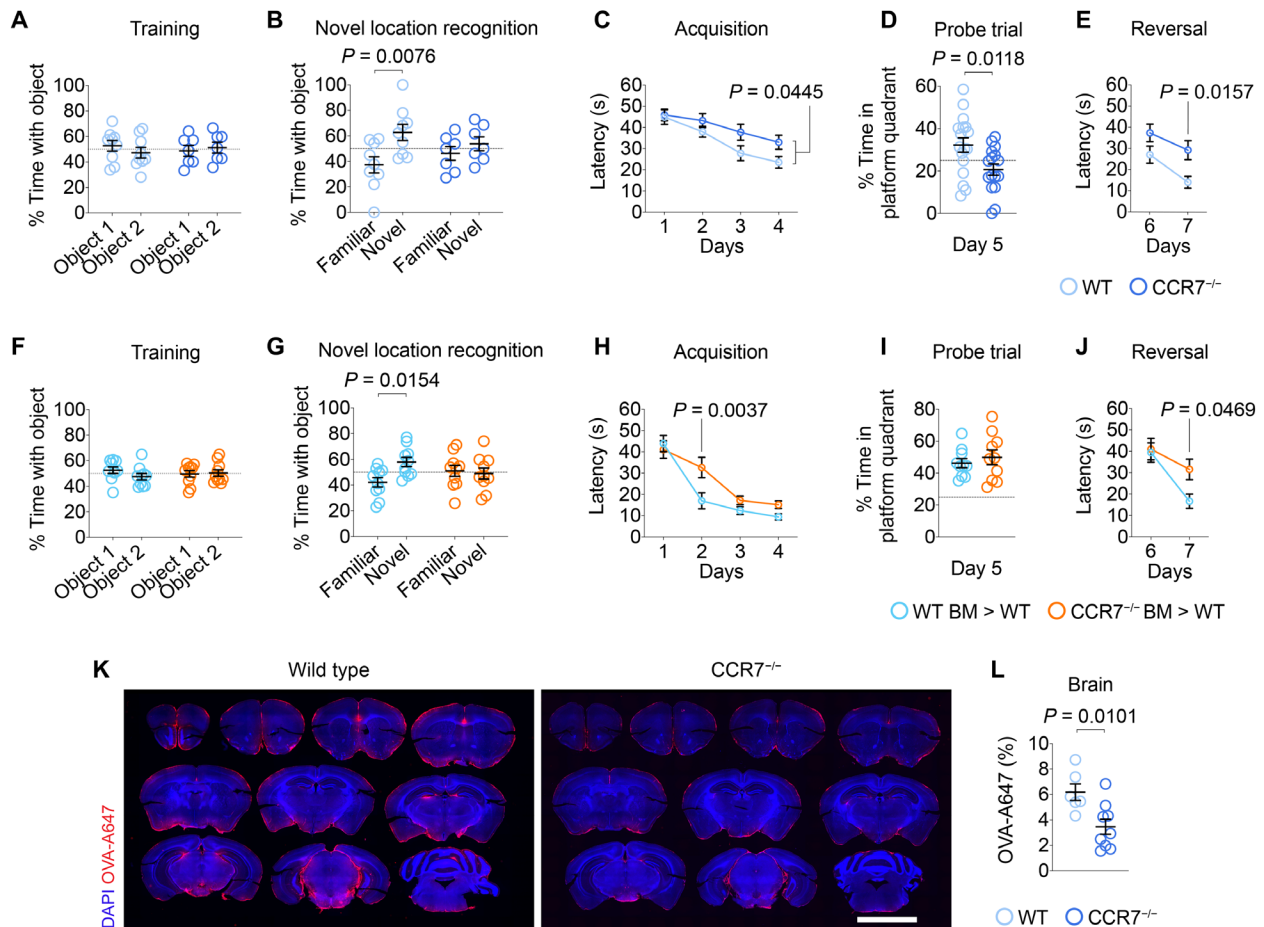 A
Training
% Time with object
100
80
60
40
20
0
Object 1
Object 2
Object 1
Object 2
B
Novel location recognition
P = 0.0076
% Time with object
100
80
60
40
20
0
Familiar
Novel
Familiar
Novel
C
Acquisition
P = 0.0445
Latency (s)
60
50
40
30
20
10
0
1 2 3 4
Days
D
Probe trial
P = 0.0118
% Time in
platform quadrant
60
40
20
0
Day 5
E
Reversal
P = 0.0157
Latency (s)
60
50
40
30
20
10
0
6 7
Days
WT CCR7−/−
F
Training
% Time with object
100
80
60
40
20
0
Object 1
Object 2
Object 1
Object 2
G
Novel location recognition
P = 0.0154
% Time with object
100
80
60
40
20
0
Familiar
Novel
Familiar
Novel
H
Acquisition
P = 0.0037
Latency (s)
60
50
40
30
20
10
0
1 2 3 4
Days
I
Probe trial
% Time in
platform quadrant
80
60
40
20
0
Day 5
J
Reversal
P = 0.0469
Latency (s)
60
50
40
30
20
10
0
6 7
Days
WT BM > WT CCR7−/− BM > WT
K
Wild type
CCR7−/−
DAPI OVA-A647
L
Brain
P = 0.0101
OVA-A647 (%)
10
8
6
4
2
0
WT CCR7−/−